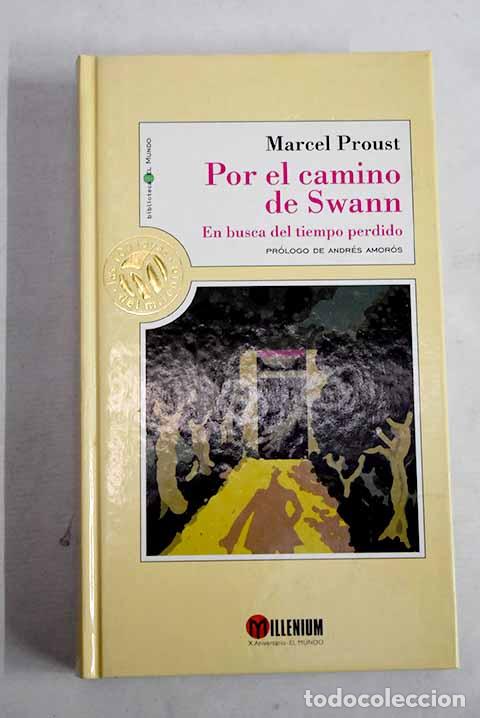 Marcel Proust
Por el camino
de Swann
En busca del tiempo perdido
PRÓLOGO DE ANDRÉS AMORÓS
biblioteca EL MUNDO
MILLENIUM
X Aniversario - EL MUNDO
todocoleccion